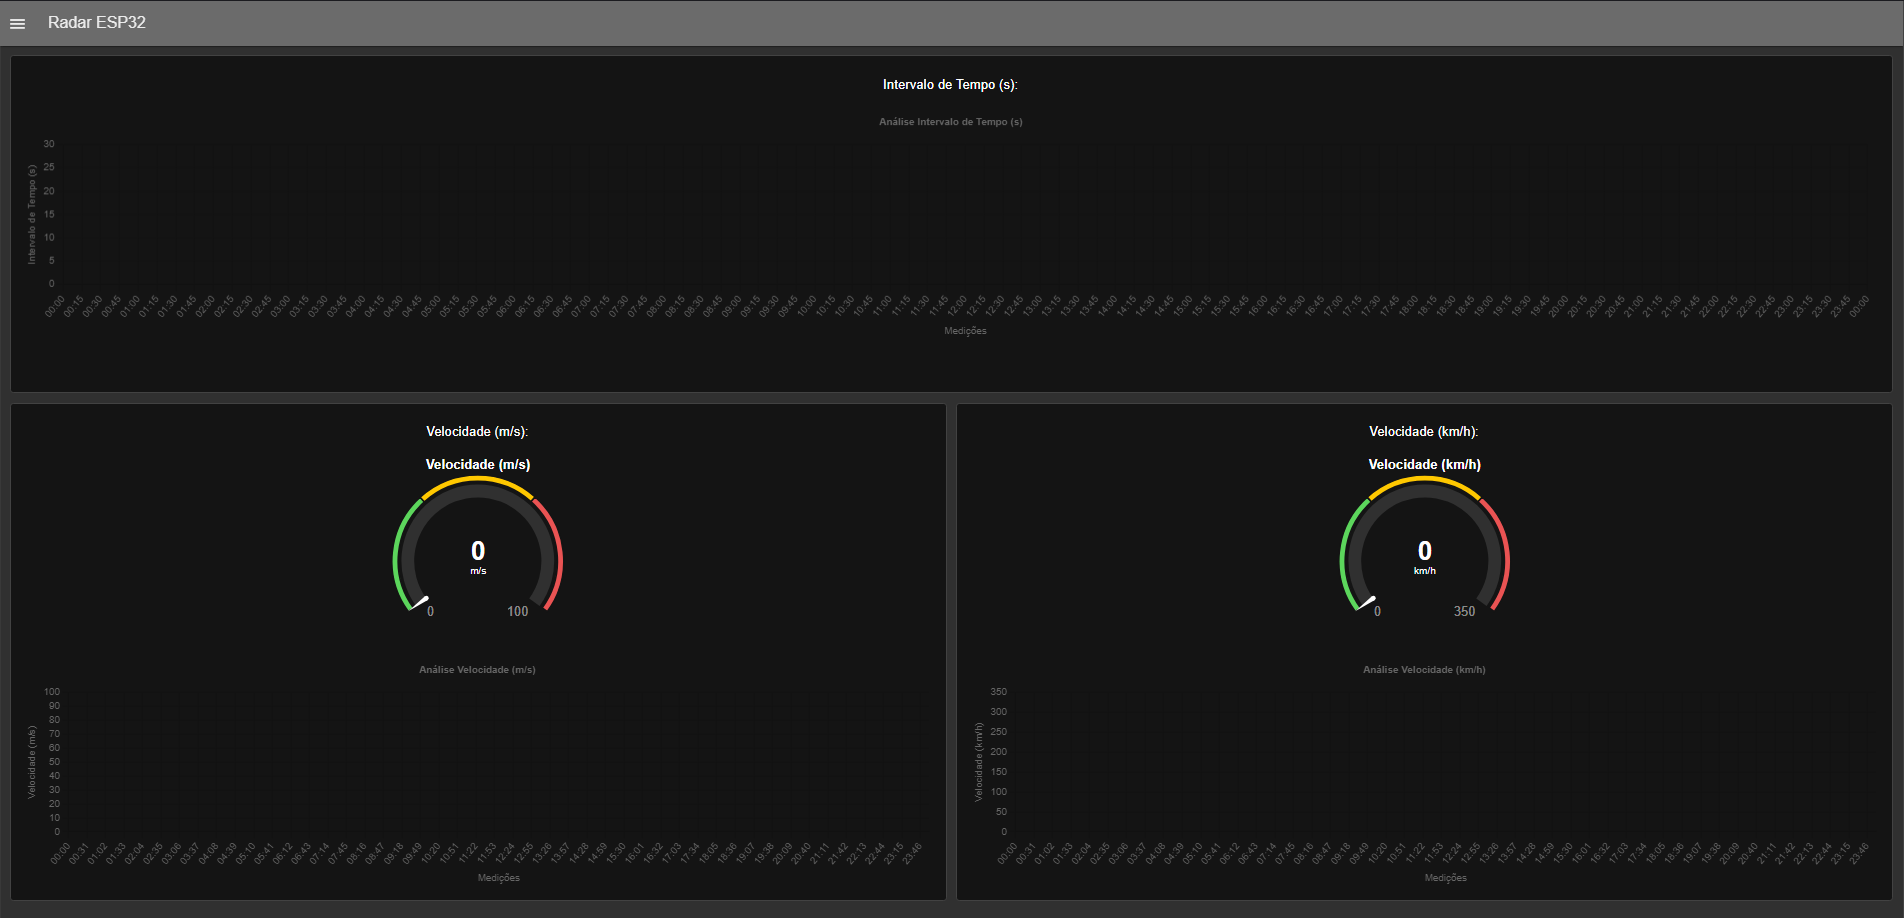 Radar ESP32
Intervalo de Tempo (s):
Análise Intervalo de Tempo (s)
Intervalo de Tempo (s)
30
25
20
15
10
5
0
00:00 00:15 00:30 00:45 01:00 01:15 01:30 01:45 02:00 02:15 02:30 02:45 03:00 03:15 03:30 03:45 04:00 04:15 04:30 04:45 05:00 05:15 05:30 05:45 06:00 06:15 06:30 06:45 07:00 07:15 07:30 07:45 08:00 08:15 08:30 08:45 09:00 09:15 09:30 09:45 10:00 10:15 10:30 10:45 11:00 11:15 11:30 11:45 12:00 12:15 12:30 12:45 13:00 13:15 13:30 13:45 14:00 14:15 14:30 14:45 15:00 15:15 15:30 15:45 16:00 16:15 16:30 16:45 17:00 17:15 17:30 17:45 18:00 18:15 18:30 18:45 19:00 19:15 19:30 19:45 20:00 20:15 20:30 20:45 21:00 21:15 21:30 21:45 22:00 22:15 22:30 22:45 23:00 23:15 23:30 23:45 00:00
Medições
Velocidade (m/s):
Velocidade (m/s)
0
m/s
0 100
Análise Velocidade (m/s)
Velocidade (m/s)
100
90
80
70
60
50
40
30
20
10
0
00:00 00:31 01:02 01:33 02:04 02:35 03:06 03:37 04:08 04:39 05:10 05:41 06:12 06:43 07:14 07:45 08:16 08:47 09:18 09:49 10:20 10:51 11:22 11:53 12:24 12:55 13:26 13:57 14:28 14:59 15:30 16:01 16:32 17:03 17:34 18:05 18:36 19:07 19:38 20:09 20:40 21:11 21:42 22:13 22:44 23:15 23:46
Medições
Velocidade (km/h):
Velocidade (km/h)
0
km/h
0 350
Análise Velocidade (km/h)
Velocidade (km/h)
350
300
250
200
150
100
50
0
00:00 00:31 01:02 01:33 02:04 02:35 03:06 03:37 04:08 04:39 05:10 05:41 06:12 06:43 07:14 07:45 08:16 08:47 09:18 09:49 10:20 10:51 11:22 11:53 12:24 12:55 13:26 13:57 14:28 14:59 15:30 16:01 16:32 17:03 17:34 18:05 18:36 19:07 19:38 20:09 20:40 21:11 21:42 22:13 22:44 23:15 23:46
Medições